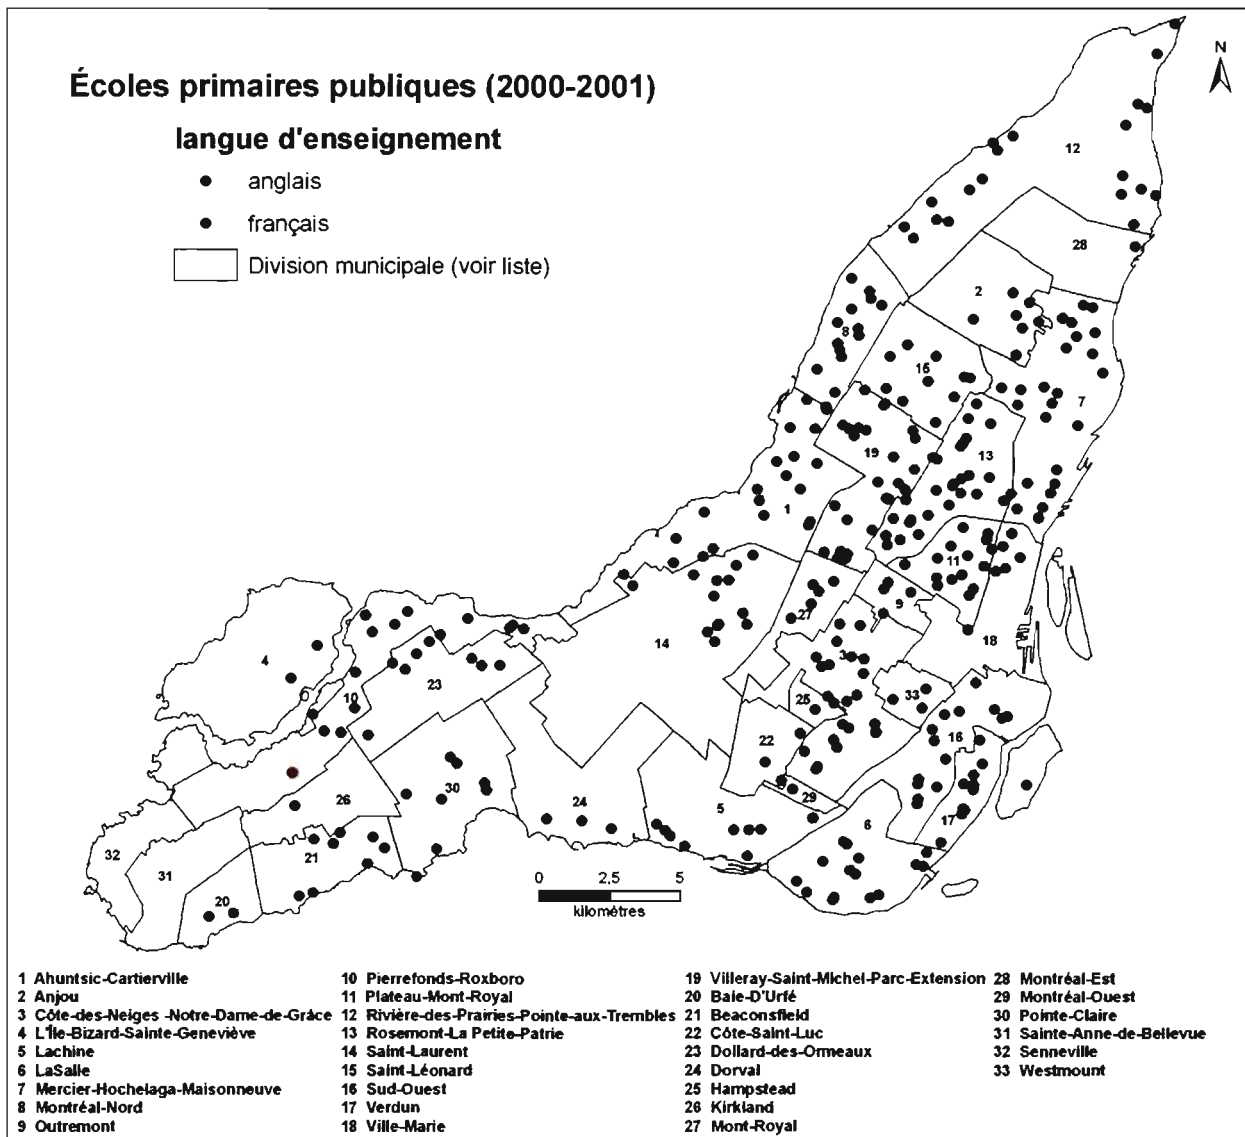 Écoles primaires publiques (2000-2001)
langue d'enseignement
anglais
français
Division municipale (voir liste)
N
12
28
2
8
15
7
19
13
1
11
9
27
14
18
4
3
23
10
25
33
22
16
30
26
24
29
5
6
17
21
32
31
20
0 2,5 5
kilomètres
1 Ahuntsic-Cartierville
2 Anjou
3 Côte-des-Neiges -Notre-Dame-de-Grâce
4 L'Île-Bizard-Sainte-Geneviève
5 Lachine
6 LaSalle
7 Mercier-Hochelaga-Maisonneuve
8 Montréal-Nord
9 Outremont
10 Pierrefonds-Roxboro
11 Plateau-Mont-Royal
12 Rivière-des-Prairies-Pointe-aux-Trembles
13 Rosemont-La Petite-Patrie
14 Saint-Laurent
15 Saint-Léonard
16 Sud-Ouest
17 Verdun
18 Ville-Marie
19 Villeray-Saint-Michel-Parc-Extension
20 Baie-D'Urfé
21 Beaconsfield
22 Côte-Saint-Luc
23 Dollard-des-Ormeaux
24 Dorval
25 Hampstead
26 Kirkland
27 Mont-Royal
28 Montréal-Est
29 Montréal-Ouest
30 Pointe-Claire
31 Sainte-Anne-de-Bellevue
32 Senneville
33 Westmount